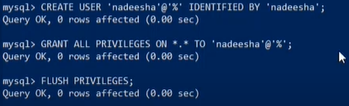 mysql> CREATE USER 'nadeesha'@'%' IDENTIFIED BY 'nadeesha';
Query OK, 0 rows affected (0.00 sec)
mysql> GRANT ALL PRIVILEGES ON *.* TO 'nadeesha'@'%';
Query OK, 0 rows affected (0.00 sec)
mysql> FLUSH PRIVILEGES;
Query OK, 0 rows affected (0.00 sec)